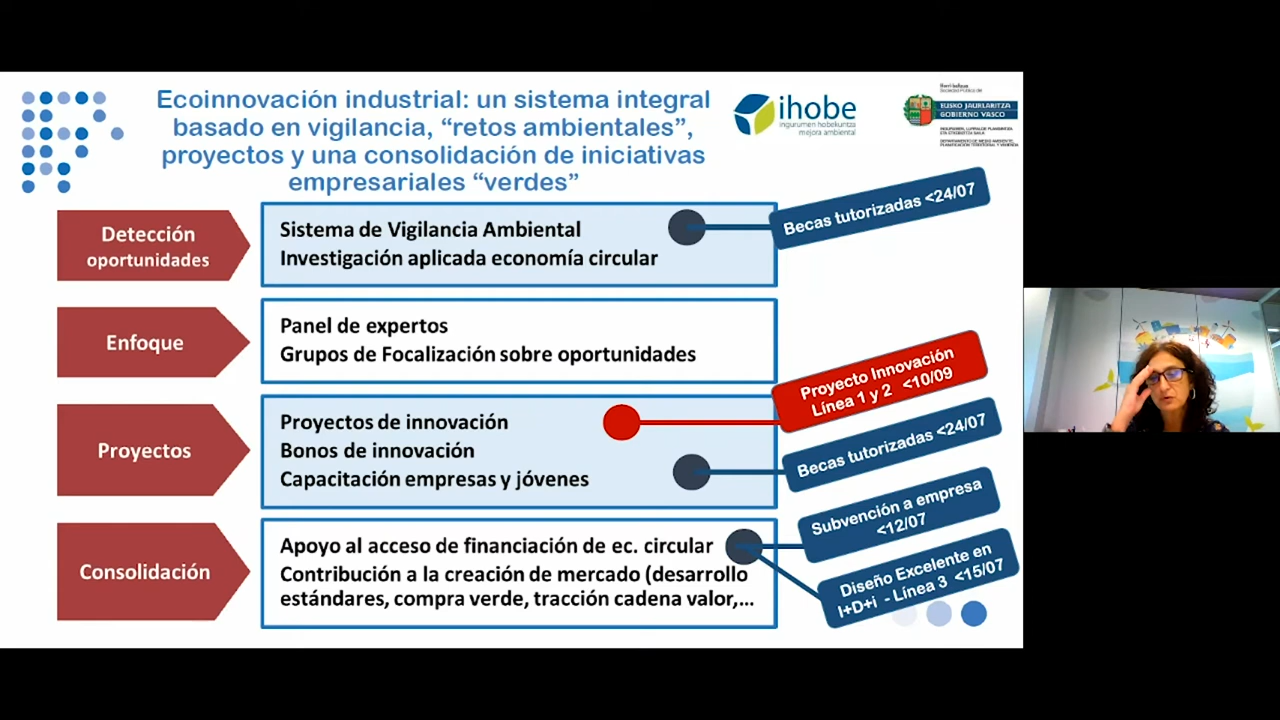 Ecoinnovación industrial: un sistema integral
basado en vigilancia, “retos ambientales”,
proyectos y una consolidación de iniciativas
empresariales “verdes”
ihobe
ingurumen hobekuntza
mejora ambiental
EUSKO JAURLARITZA
GOBIERNO VASCO
Detección
oportunidades
Sistema de Vigilancia Ambiental
Investigación aplicada economía circular
Becas tutorizadas <24/07
Enfoque
Panel de expertos
Grupos de Focalización sobre oportunidades
Proyectos
Proyectos de innovación
Bonos de innovación
Capacitación empresas y jóvenes
Proyecto Innovación
Línea 1 y 2 <10/09
Becas tutorizadas <24/07
Consolidación
Apoyo al acceso de financiación de ec. circular
Contribución a la creación de mercado (desarrollo
estándares, compra verde, tracción cadena valor,...
Subvención a empresa
<12/07
Diseño Excelente en
I+D+i - Línea 3 <15/07